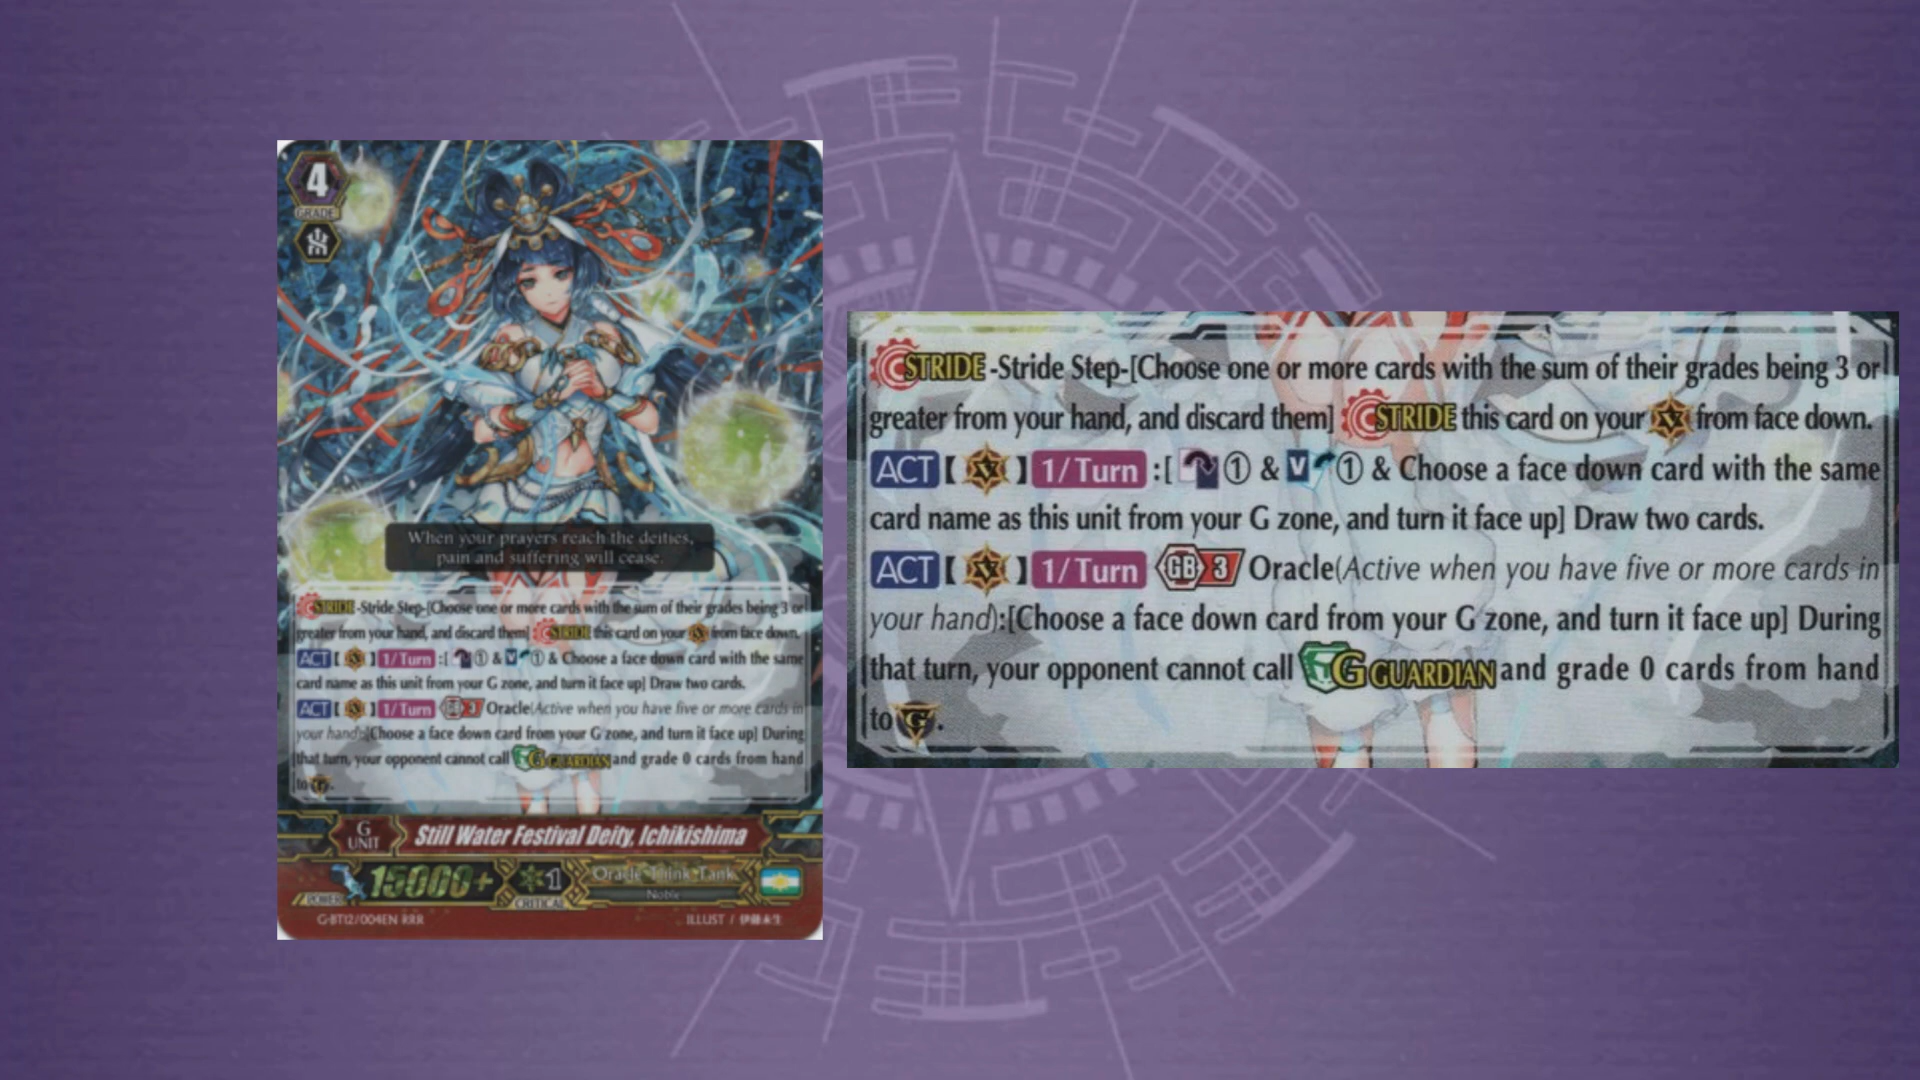 4
GRADE
When your prayers reach the deities,
pain and suffering will cease.
STRIDE -Stride Step-[Choose one or more cards with the sum of their grades being 3 or
greater from your hand, and discard them] STRIDE this card on your V from face down.
ACT【V】1/Turn :[① & V① & Choose a face down card with the same
card name as this unit from your G zone, and turn it face up] Draw two cards.
ACT【V】1/Turn GB3 Oracle(Active when you have five or more cards in
your hand):[Choose a face down card from your G zone, and turn it face up] During
that turn, your opponent cannot call G GUARDIAN and grade 0 cards from hand
to G.
G
UNIT
Still Water Festival Deity, Ichikishima
POWER 15000+
1
CRITICAL
Oracle Think Tank
Noble
G-BT12/004EN RRR
ILLUST /
STRIDE -Stride Step-[Choose one or more cards with the sum of their grades being 3 or
greater from your hand, and discard them] STRIDE this card on your V from face down.
ACT【V】1/Turn :[① & V① & Choose a face down card with the same
card name as this unit from your G zone, and turn it face up] Draw two cards.
ACT【V】1/Turn GB3 Oracle(Active when you have five or more cards in
your hand):[Choose a face down card from your G zone, and turn it face up] During
that turn, your opponent cannot call G GUARDIAN and grade 0 cards from hand
to G.